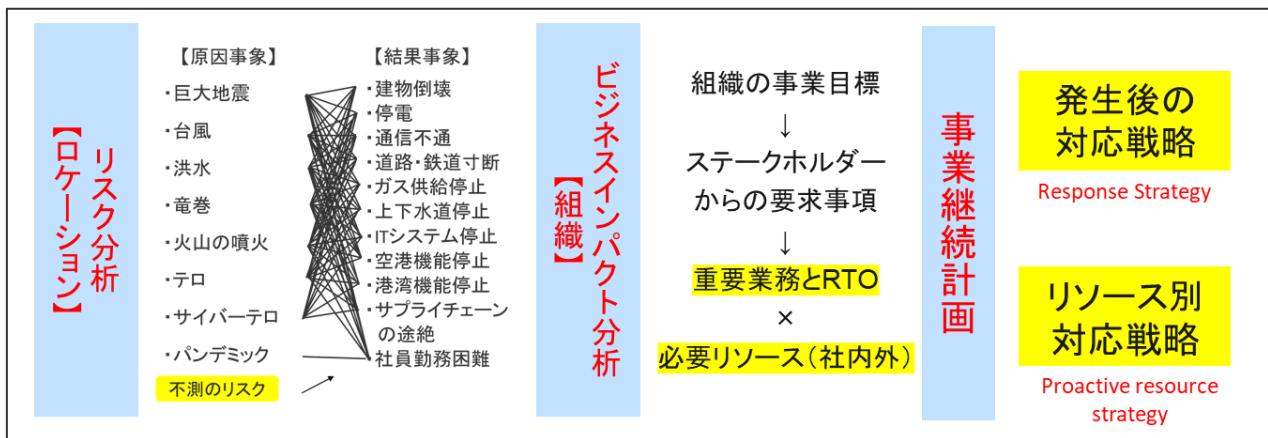 リスク分析
【ロケーション】
【原因事象】
・巨大地震
・台風
・洪水
・竜巻
・火山の噴火
・テロ
・サイバーテロ
・パンデミック
不測のリスク
【結果事象】
・建物倒壊
・停電
・通信不通
・道路・鉄道寸断
・ガス供給停止
・上下水道停止
・ITシステム停止
・空港機能停止
・港湾機能停止
・サプライチェーン
の途絶
・社員勤務困難
ビジネスインパクト分析
【組織】
組織の事業目標
↓
ステークホルダー
からの要求事項
↓
重要業務とRTO
×
必要リソース(社内外)
事業継続計画
発生後の
対応戦略
Response Strategy
リソース別
対応戦略
Proactive resource
strategy